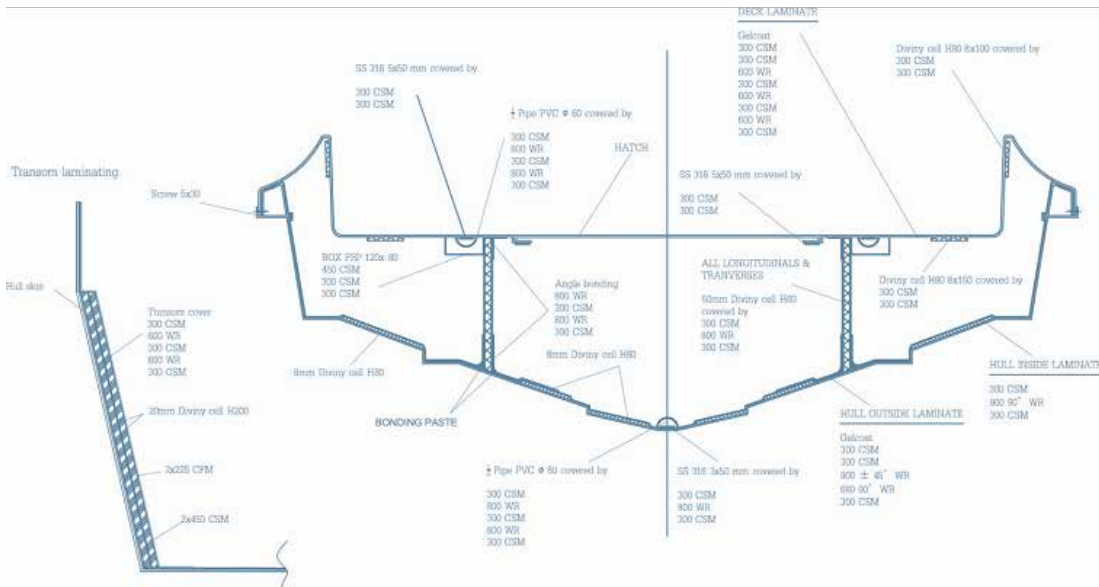 Transom laminating
Hull skin
Transom cover
300 CSM
600 WR
300 CSM
800 WR
300 CSM
20mm Diviny cell H200
2x225 CFM
2x450 CSM
Screw 5x30
SS 316 5x50 mm covered by
300 CSM
300 CSM
½ Pipe PVC ø 60 covered by
300 CSM
800 WR
300 CSM
800 WR
300 CSM
HATCH
DECK LAMINATE
Gelcoat
300 CSM
300 CSM
600 WR
300 CSM
600 WR
300 CSM
600 WR
300 CSM
Diviny cell H80 8x100 covered by
300 CSM
300 CSM
SS 316 5x50 mm covered by
300 CSM
300 CSM
BOX FRP 120x 60
450 CSM
300 CSM
300 CSM
Angle bonding
800 WR
300 CSM
800 WR
300 CSM
ALL LONGITUDINALS &
TRANVERSES
50mm Diviny cell H60
covered by
300 CSM
800 WR
300 CSM
Diviny cell H80 8x150 covered by
300 CSM
300 CSM
8mm Diviny cell H80
8mm Diviny cell H80
BONDING PASTE
HULL INSIDE LAMINATE
300 CSM
800 90° WR
300 CSM
HULL OUTSIDE LAMINATE
Gelcoat
300 CSM
300 CSM
800 ± 45° WR
680 90° WR
300 CSM
½ Pipe PVC ø 60 covered by
300 CSM
800 WR
300 CSM
800 WR
300 CSM
SS 316 3x50 mm covered by
300 CSM
800 WR
300 CSM